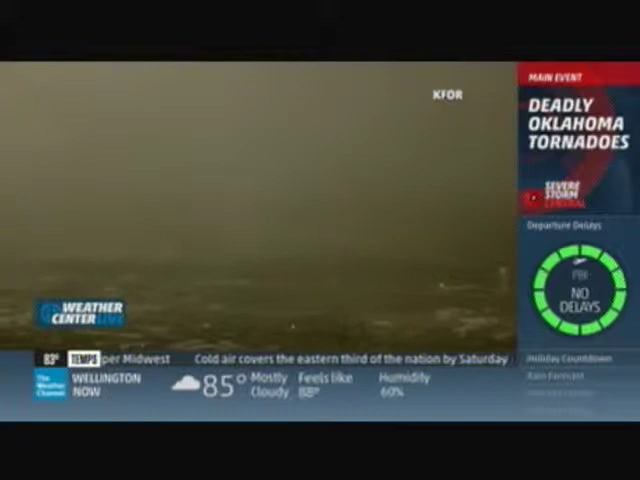 KFOR
MAIN EVENT
DEADLY
OKLAHOMA
TORNADOES
SEVERE
STORM
CENTRAL
Departure Delays
PBI
NO
DELAYS
WEATHER
CENTER LIVE
83° TEMPS per Midwest Cold air covers the eastern third of the nation by Saturday
Holiday Countdown
Rain Forecast
The
Weather
Channel
WELLINGTON
NOW
85° Mostly
Cloudy
Feels like
88°
Humidity
60%